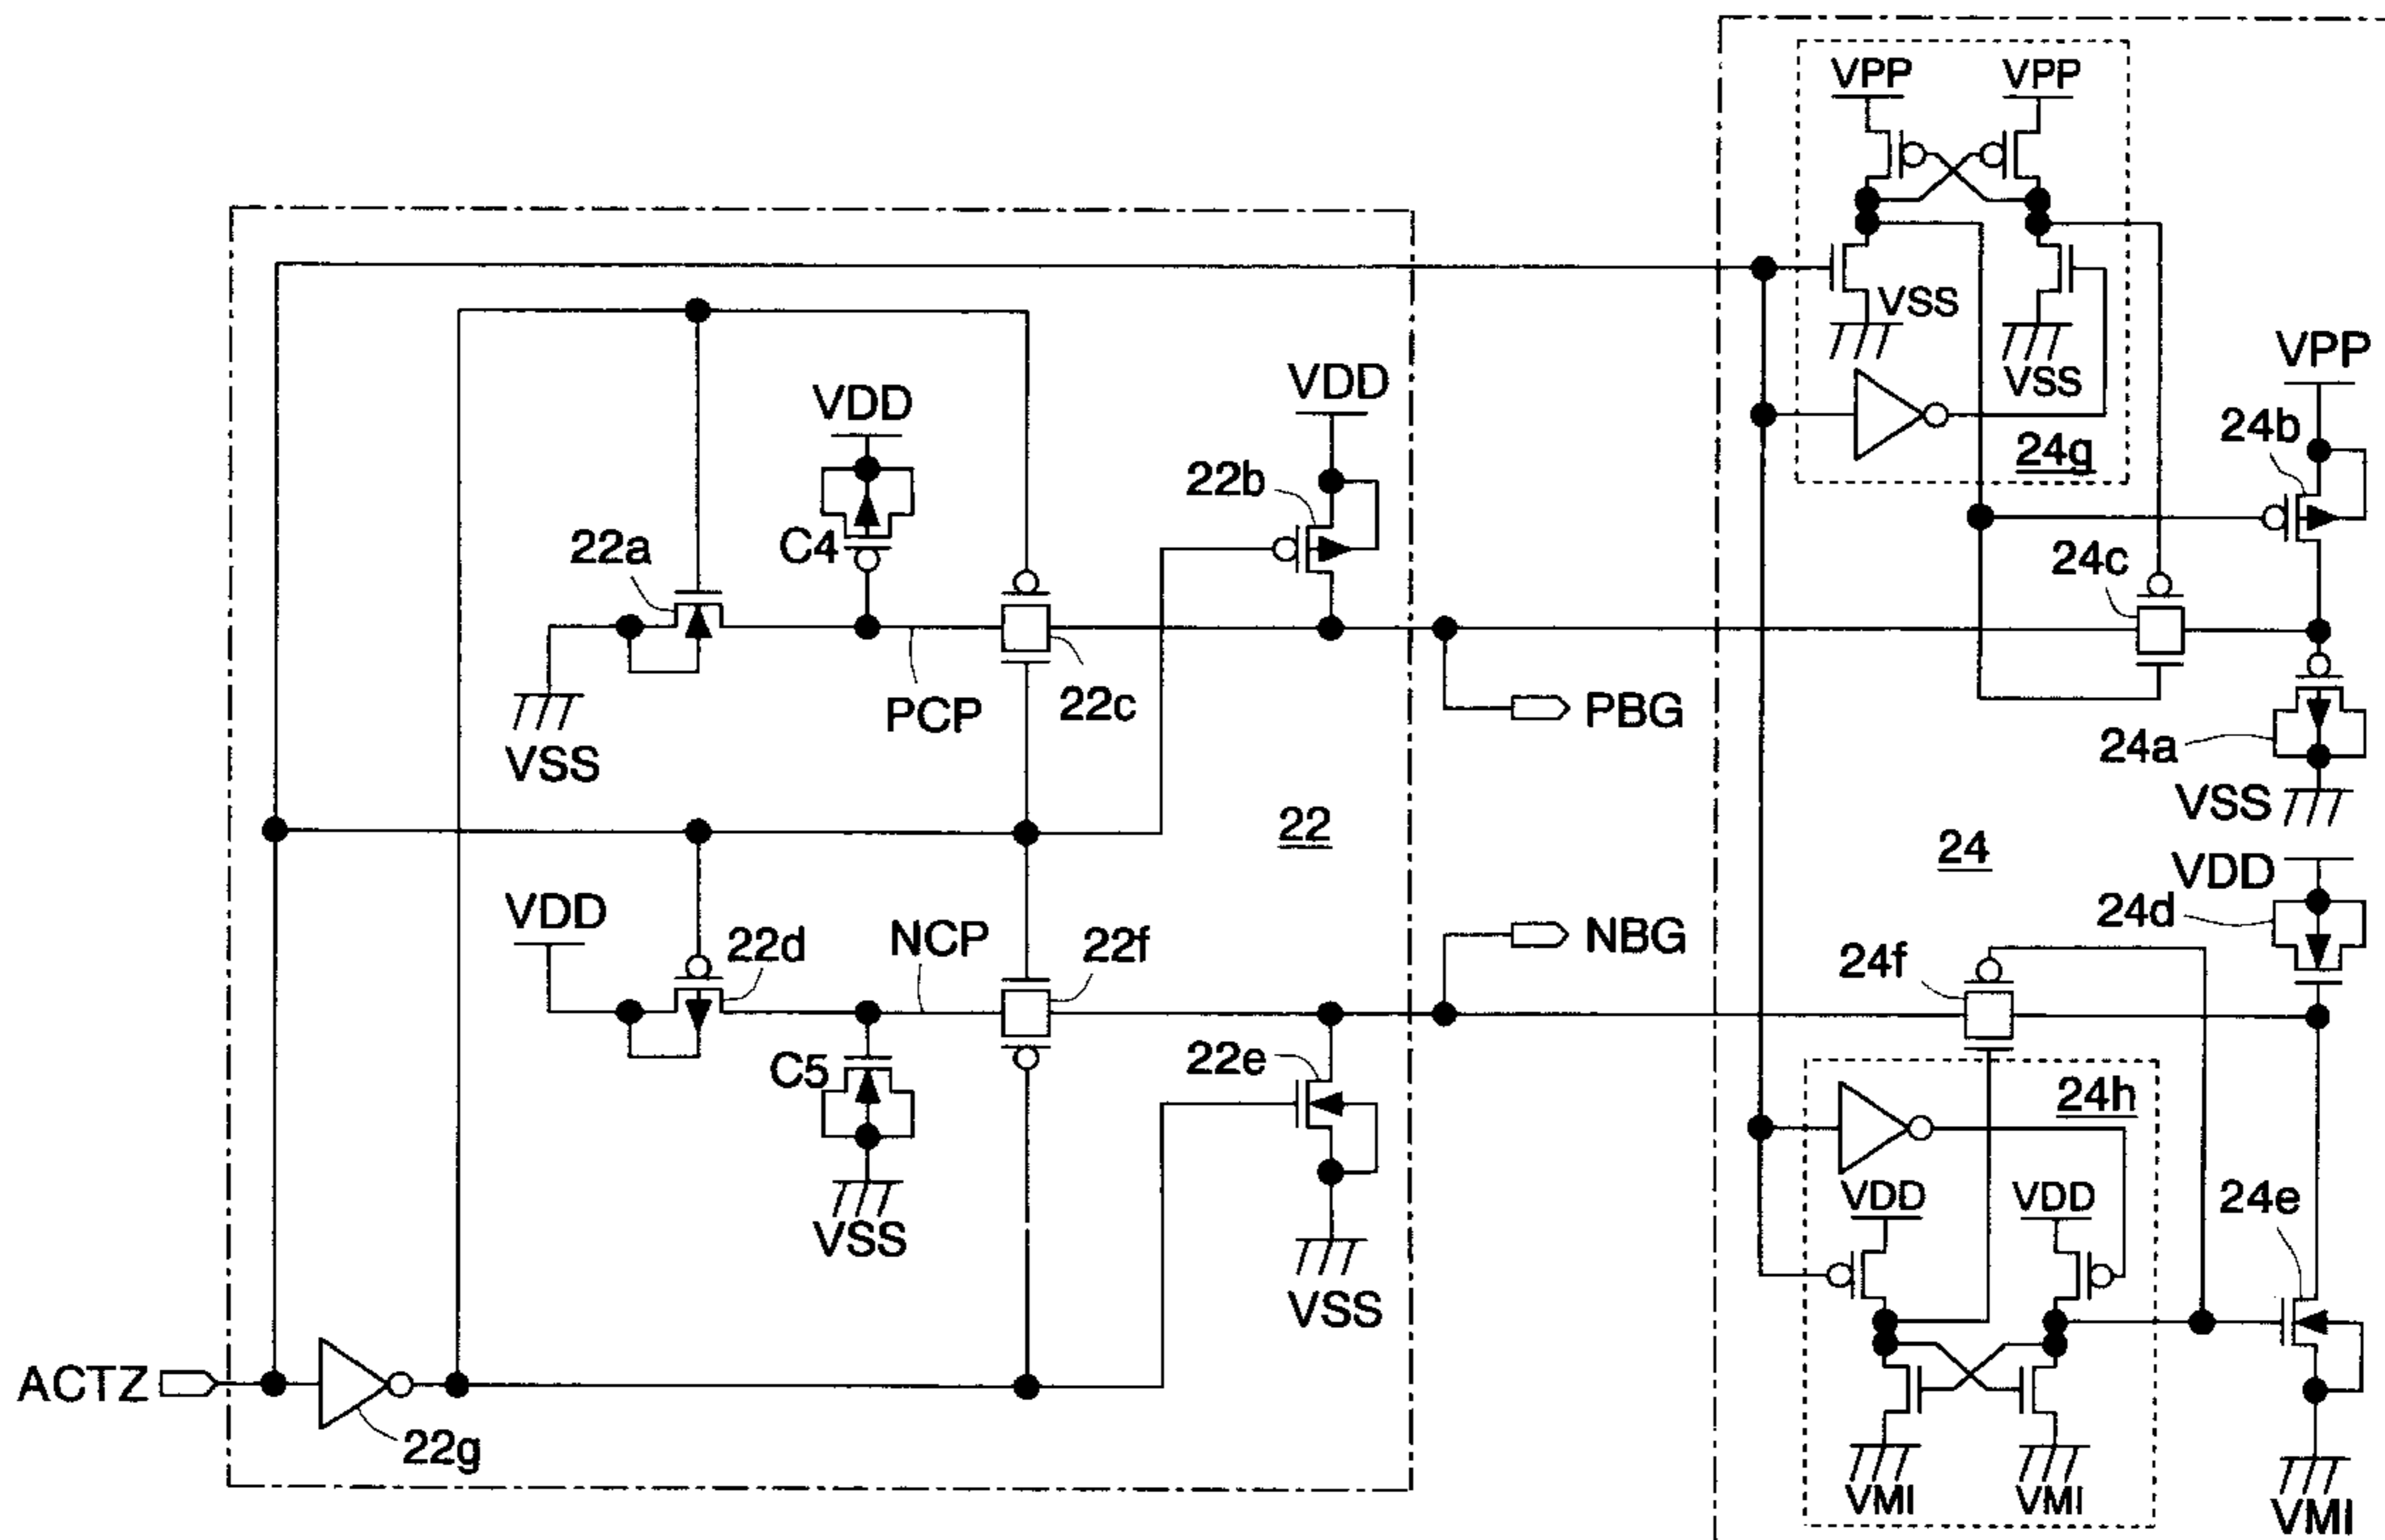 VPP VPP
VSS
VSS
VPP
24g
24b
VDD
VDD
22b
C4
22a
24c
PCP
22c
PBG
24a
VSS
VSS
22
24
VDD
24d
VDD
22d
NCP
22f
NBG
24f
C5
22e
24h
VDD VDD
24e
VSS
VSS
ACTZ
22g
VMI VMI
VMI